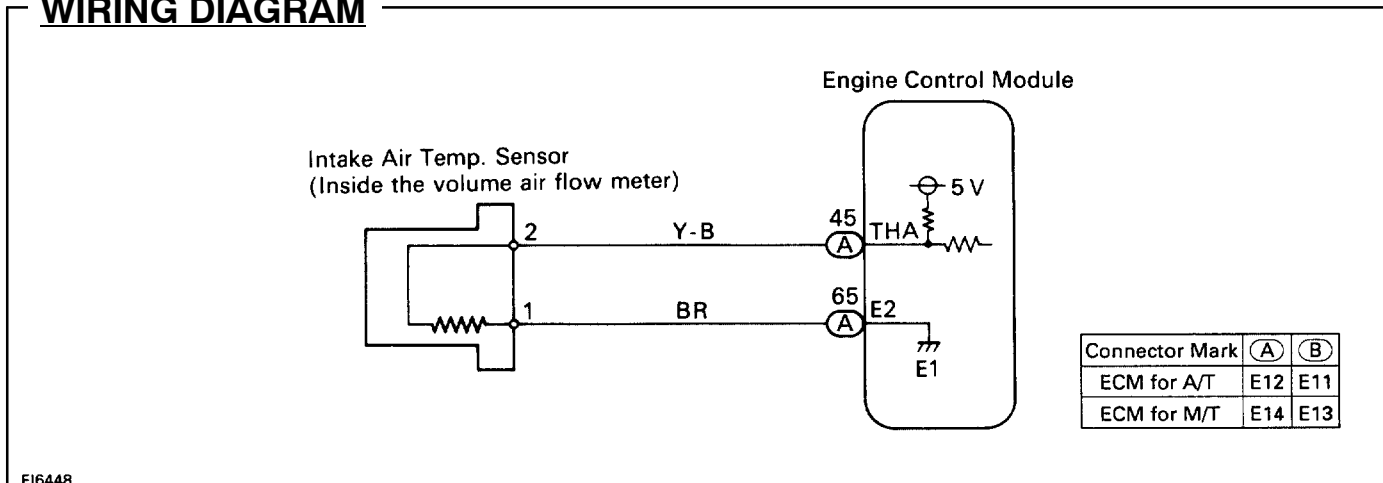 WIRING DIAGRAM
Engine Control Module
Intake Air Temp. Sensor
(Inside the volume air flow meter)
5 V
2 Y-B 45 A THA
1 BR 65 A E2
E1
Connector Mark A B
ECM for A/T E12 E11
ECM for M/T E14 E13
FI6448